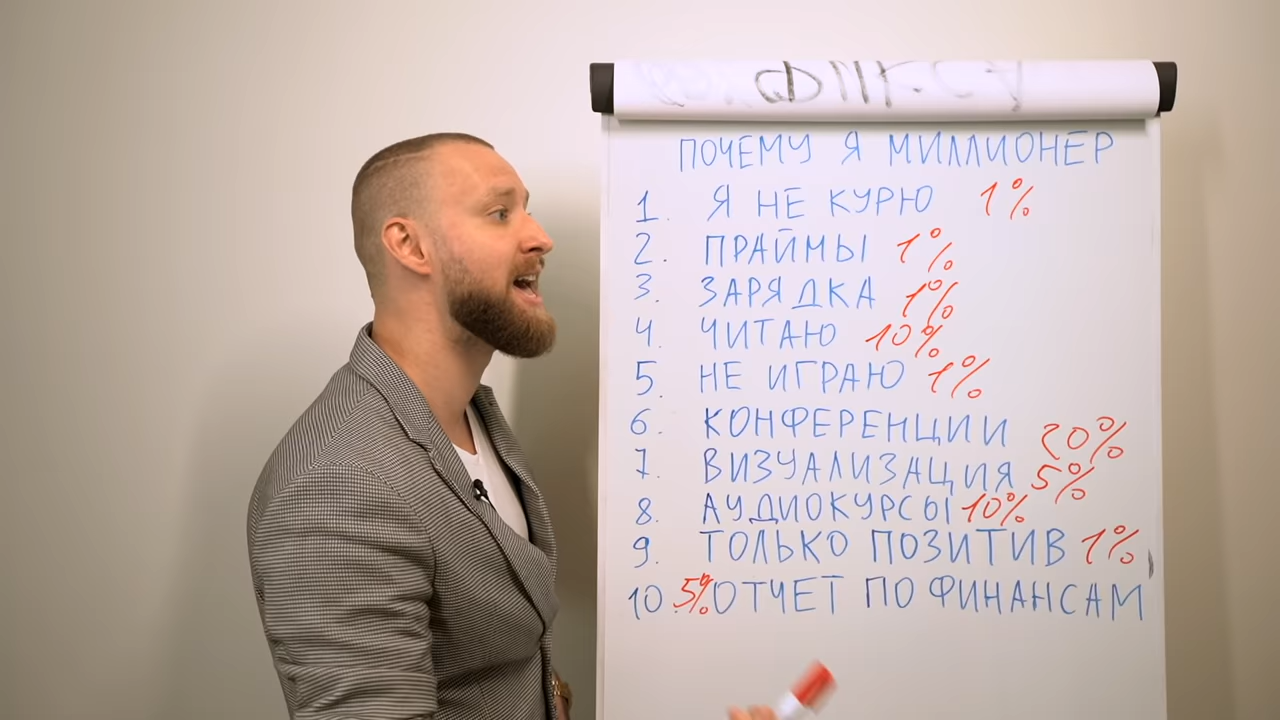 ПОЧЕМУ Я МИЛЛИОНЕР
1. Я НЕ КУРЮ 1%
2. ПРАЙМЫ 1%
3. ЗАРЯДКА 1%
4. ЧИТАЮ 10%
5. НЕ ИГРАЮ 1%
6. КОНФЕРЕНЦИИ 20%
7. ВИЗУАЛИЗАЦИЯ 5%
8. АУДИОКУРСЫ 10%
9. ТОЛЬКО ПОЗИТИВ 1%
10. 5% ОТЧЕТ ПО ФИНАНСАМ